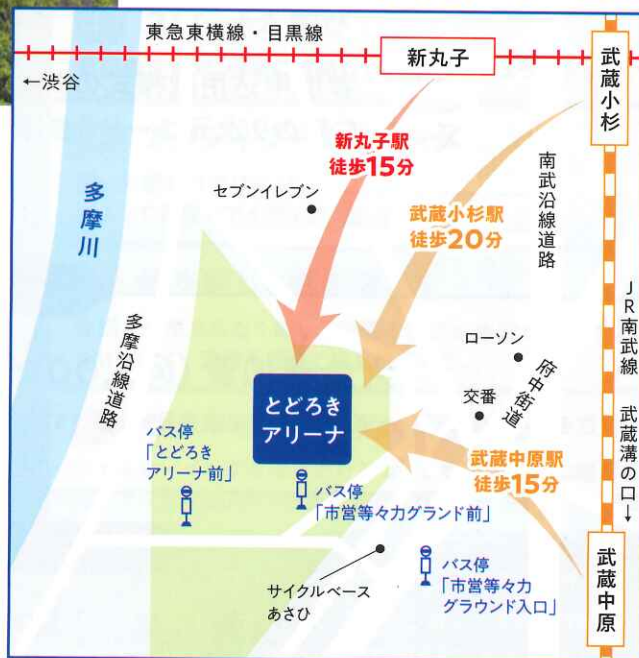 東急東横線・目黒線
←渋谷
新丸子
武蔵小杉
新丸子駅
徒歩15分
セブンイレブン
武蔵小杉駅
徒歩20分
南武沿線道路
多摩川
多摩沿線道路
JR南武線
武蔵溝の口→
ローソン
府中街道
交番
とどろき
アリーナ
バス停
「とどろき
アリーナ前」
バス停
「市営等々力グランド前」
武蔵中原駅
徒歩15分
サイクルベース
あさひ
バス停
「市営等々力
グラウンド入口」
武蔵中原